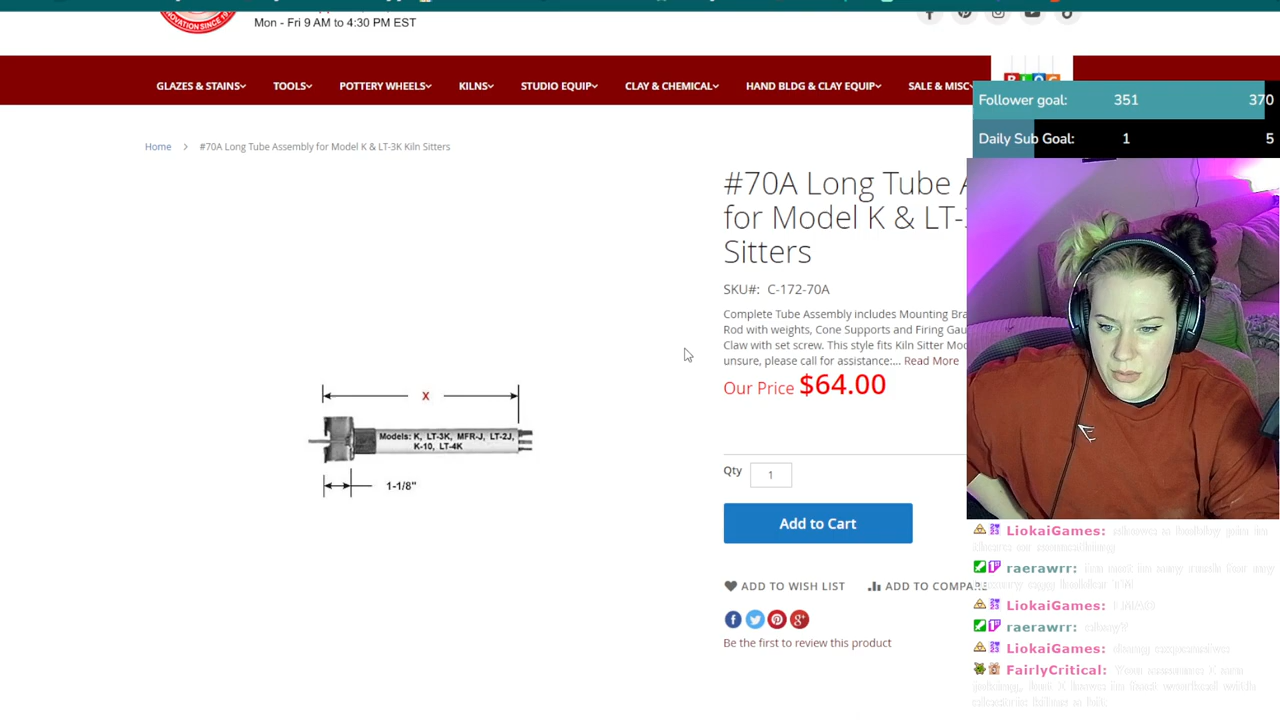 Mon - Fri 9 AM to 4:30 PM EST
GLAZES & STAINS TOOLS POTTERY WHEELS KILNS STUDIO EQUIP CLAY & CHEMICAL HAND BLDG & CLAY EQUIP SALE & MISC
Follower goal: 351 370
Daily Sub Goal: 1 5
Home > #70A Long Tube Assembly for Model K & LT-3K Kiln Sitters
#70A Long Tube
for Model K & LT-
Sitters
SKU#: C-172-70A
Complete Tube Assembly includes Mounting
Rod with weights, Cone Supports and Firing
Claw with set screw. This style fits Kiln Sitter
unsure, please call for assistance:... Read More
Our Price $64.00
X
Models: K, LT-3K, MFR-J, LT-2J,
K-10, LT-4K
1-1/8"
Qty 1
Add to Cart
ADD TO WISH LIST ADD TO COMPARE
Be the first to review this product
LiokaiGames:
raerawrr:
LiokaiGames:
raerawrr:
LiokaiGames: dang expensive
FairlyCritical: